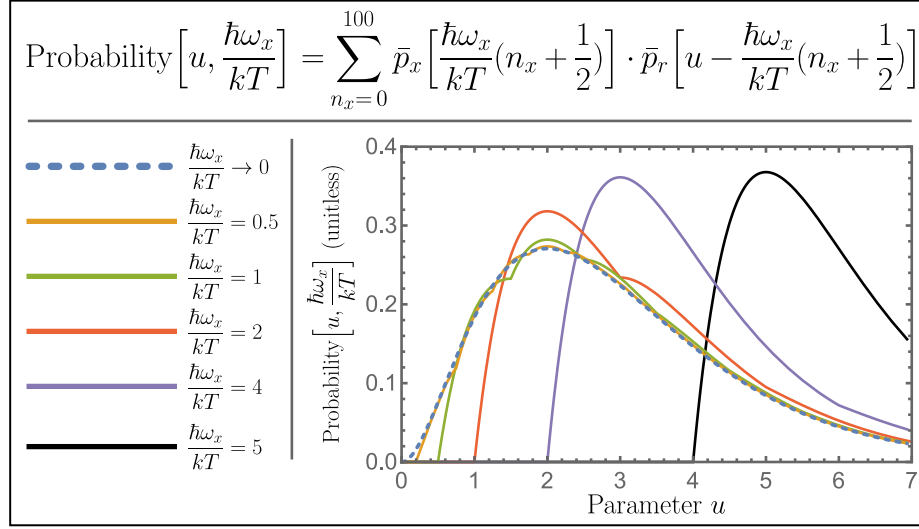 Probability[u, ħω_x/kT] = ∑_{n_x=0}^{100} p̄_x[ħω_x/kT (n_x + 1/2)] · p̄_r[u − ħω_x/kT (n_x + 1/2)]
ħω_x/kT → 0
ħω_x/kT = 0.5
ħω_x/kT = 1
ħω_x/kT = 2
ħω_x/kT = 4
ħω_x/kT = 5
Probability[u, ħω_x/kT] (unitless)
0.4
0.3
0.2
0.1
0.0
0 1 2 3 4 5 6 7
Parameter u